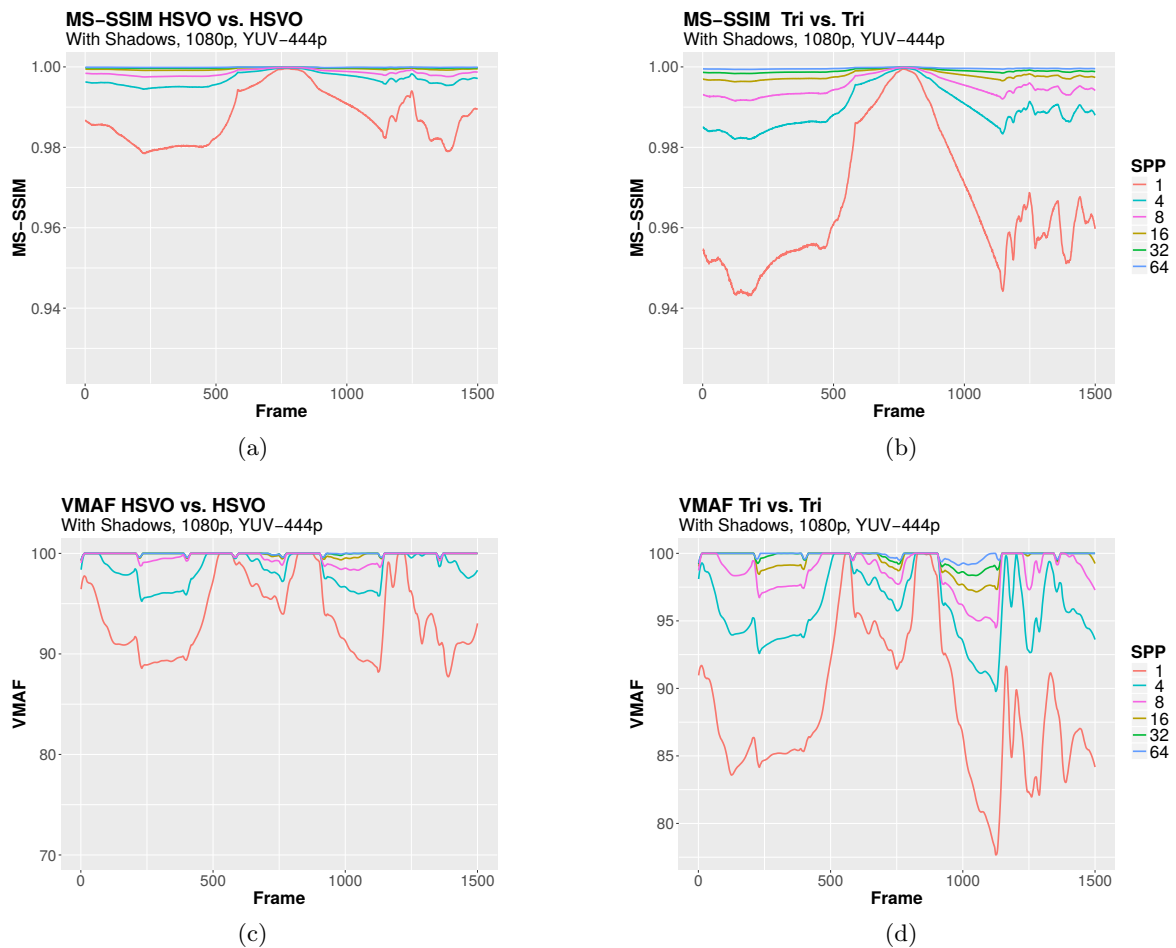 MS−SSIM HSVO vs. HSVO
With Shadows, 1080p, YUV−444p
1.00
0.98
0.96
0.94
MS−SSIM
0
500
1000
1500
Frame
(a)
MS−SSIM Tri vs. Tri
With Shadows, 1080p, YUV−444p
1.00
0.98
0.96
0.94
MS−SSIM
0
500
1000
1500
Frame
(b)
SPP
1
4
8
16
32
64
VMAF HSVO vs. HSVO
With Shadows, 1080p, YUV−444p
100
90
80
70
VMAF
0
500
1000
1500
Frame
(c)
VMAF Tri vs. Tri
With Shadows, 1080p, YUV−444p
100
95
90
85
80
VMAF
0
500
1000
1500
Frame
(d)
SPP
1
4
8
16
32
64